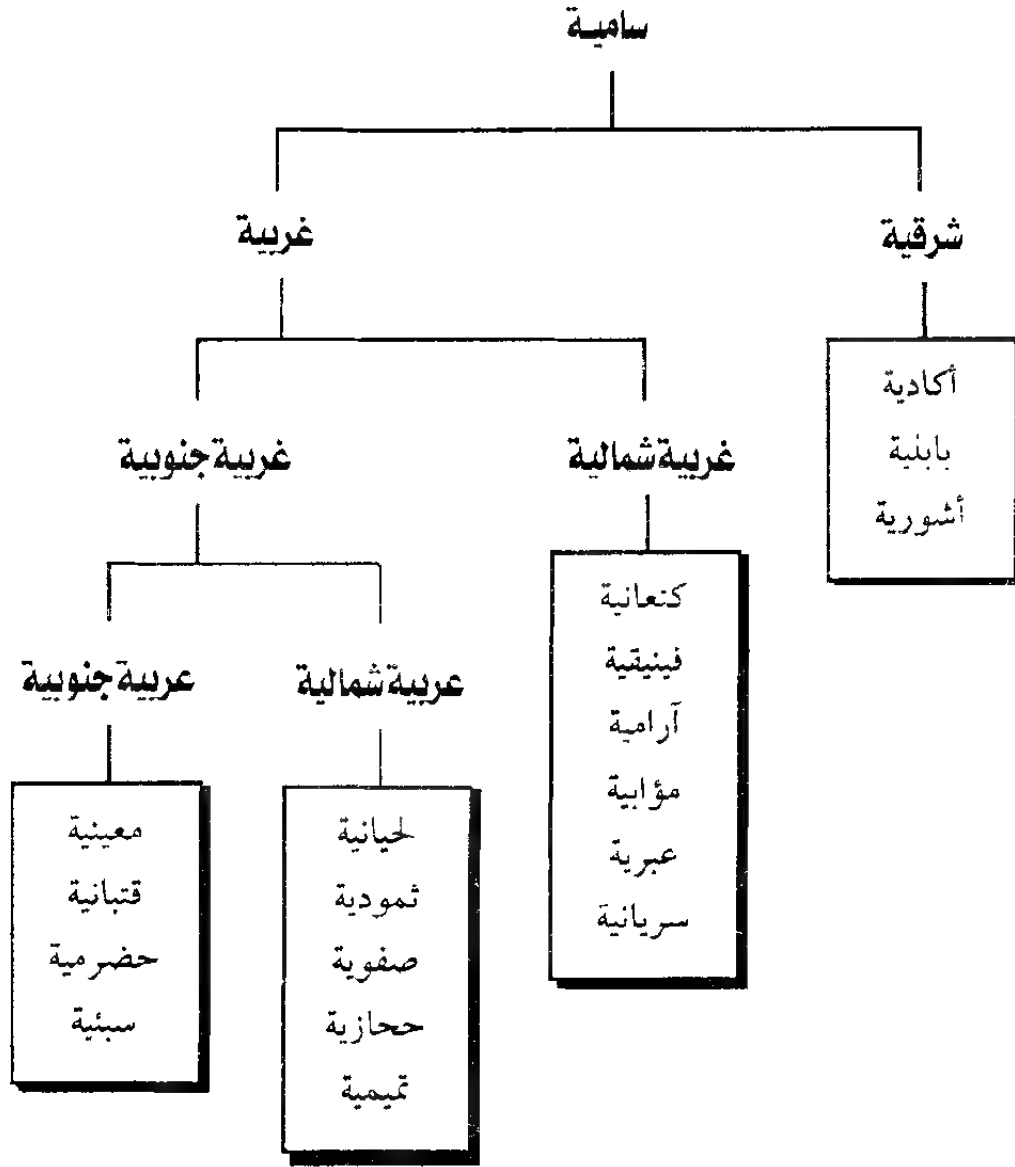 سامية
شرقية
غربية
أكادية
بابلية
أشورية
غربية شمالية
غربية جنوبية
كنعانية
فينيقية
آرامية
مؤابية
عبرية
سريانية
عربية شمالية
عربية جنوبية
لحيانية
ثمودية
صفوية
حجازية
تميمية
معينية
قتبانية
حضرمية
سبئية